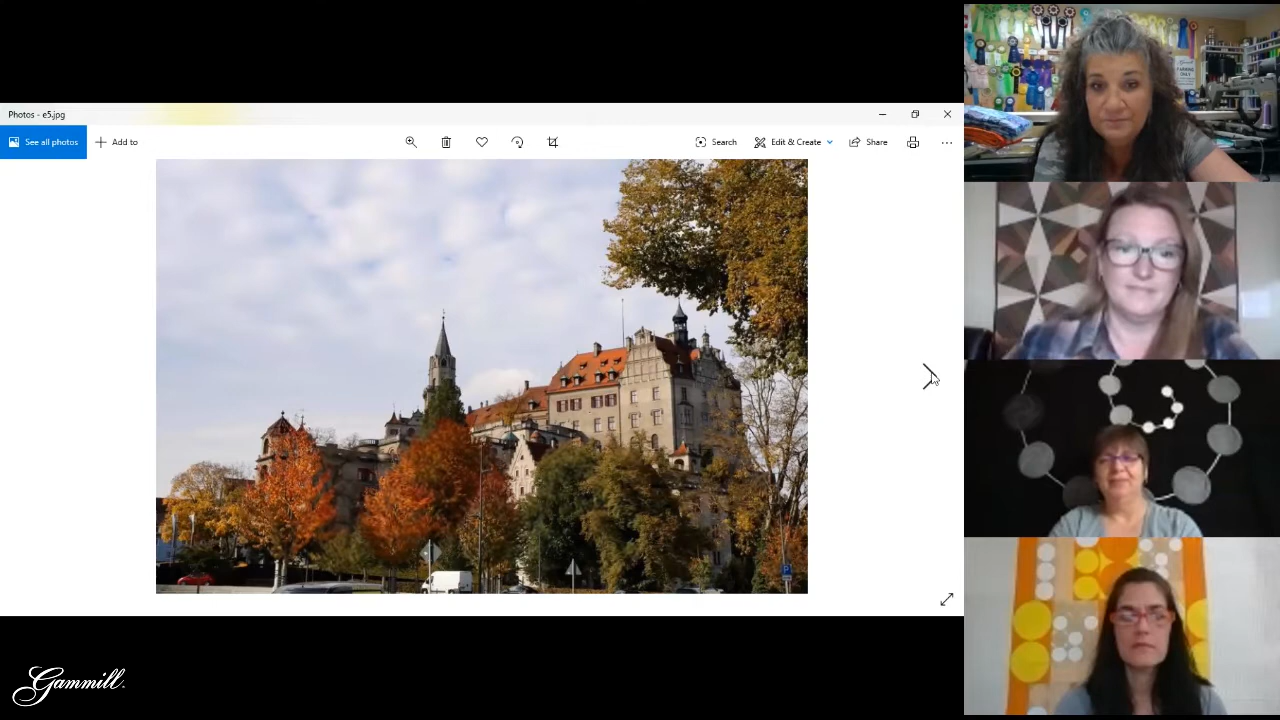 Photos - e5.jpg
See all photos
Add to
Search
Edit & Create
Share
P
Gammill